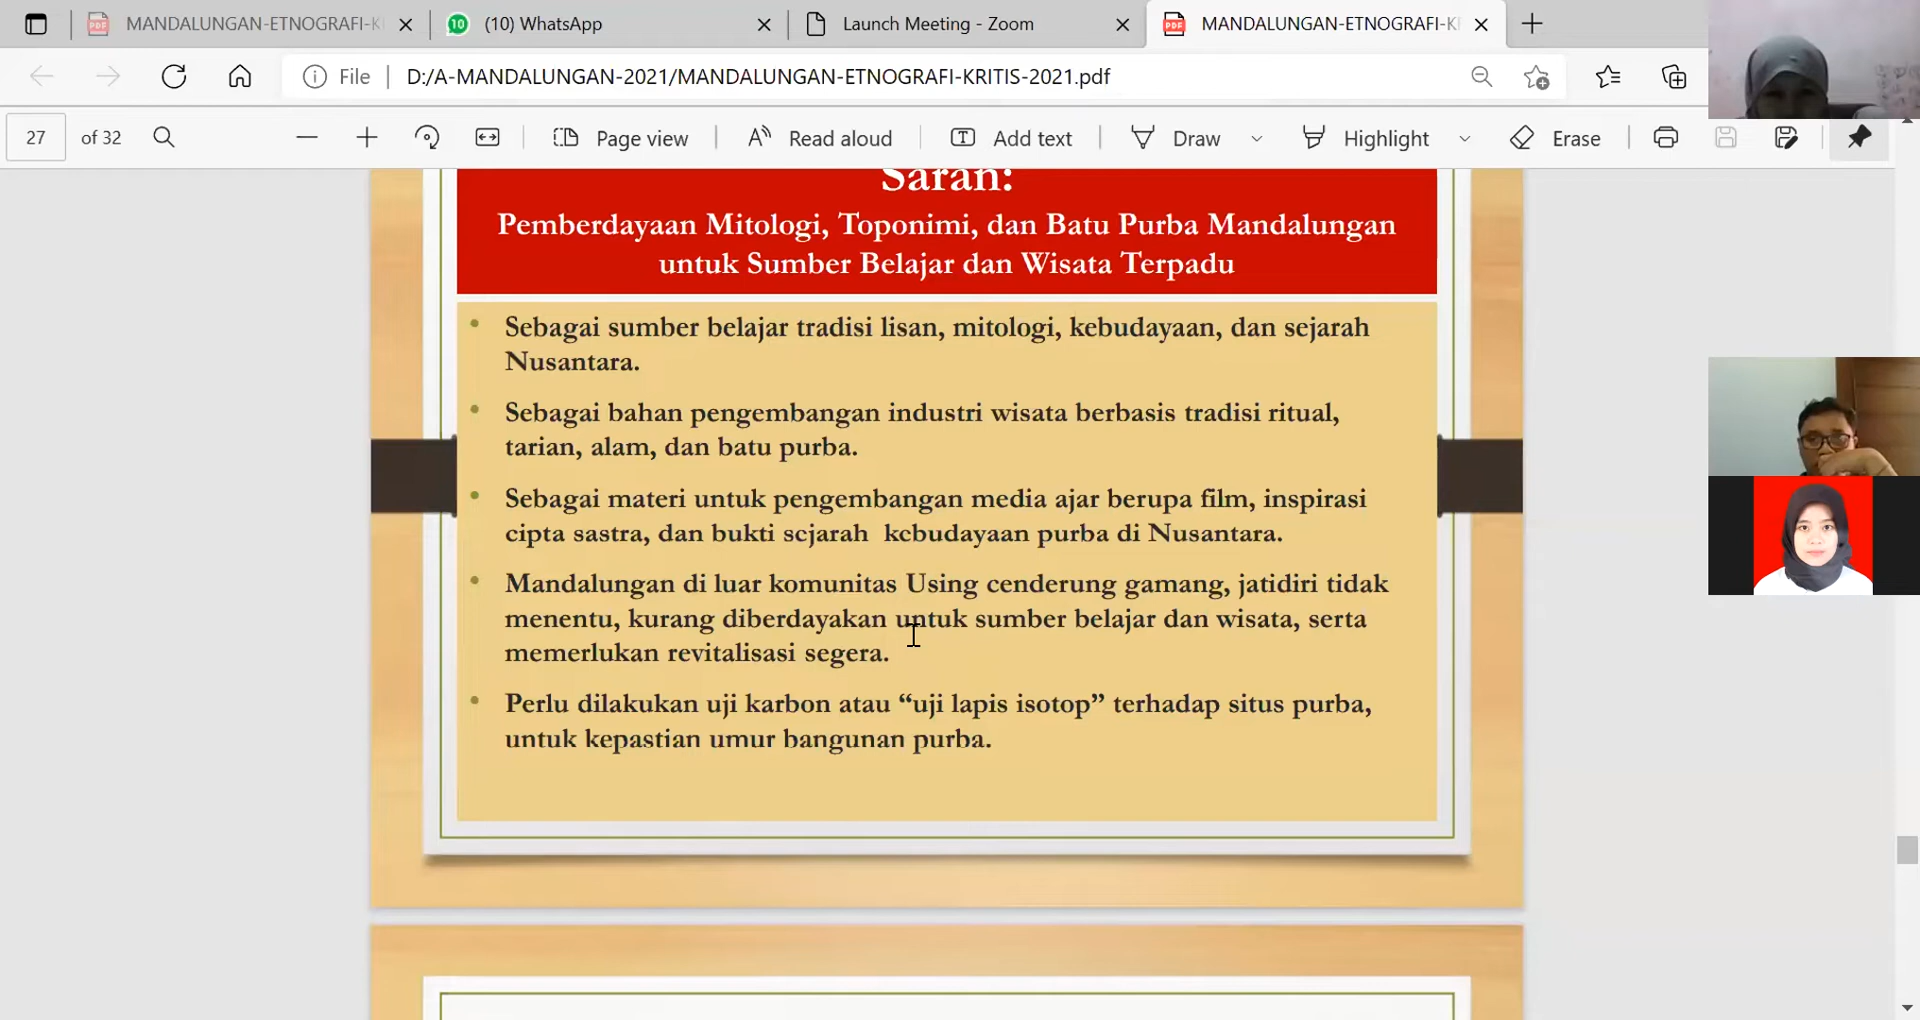 MANDALUNGAN-ETNOGRAFI-K
(10) WhatsApp
Launch Meeting - Zoom
MANDALUNGAN-ETNOGRAFI-K
File
D:/A-MANDALUNGAN-2021/MANDALUNGAN-ETNOGRAFI-KRITIS-2021.pdf
27 of 32
Page view
Read aloud
Add text
Draw
Highlight
Erase
Saran:
Pemberdayaan Mitologi, Toponimi, dan Batu Purba Mandalungan
untuk Sumber Belajar dan Wisata Terpadu
• Sebagai sumber belajar tradisi lisan, mitologi, kebudayaan, dan sejarah
Nusantara.
• Sebagai bahan pengembangan industri wisata berbasis tradisi ritual,
tarian, alam, dan batu purba.
• Sebagai materi untuk pengembangan media ajar berupa film, inspirasi
cipta sastra, dan bukti sejarah kebudayaan purba di Nusantara.
• Mandalungan di luar komunitas Using cenderung gamang, jatidiri tidak
menentu, kurang diberdayakan untuk sumber belajar dan wisata, serta
memerlukan revitalisasi segera.
• Perlu dilakukan uji karbon atau “uji lapis isotop” terhadap situs purba,
untuk kepastian umur bangunan purba.